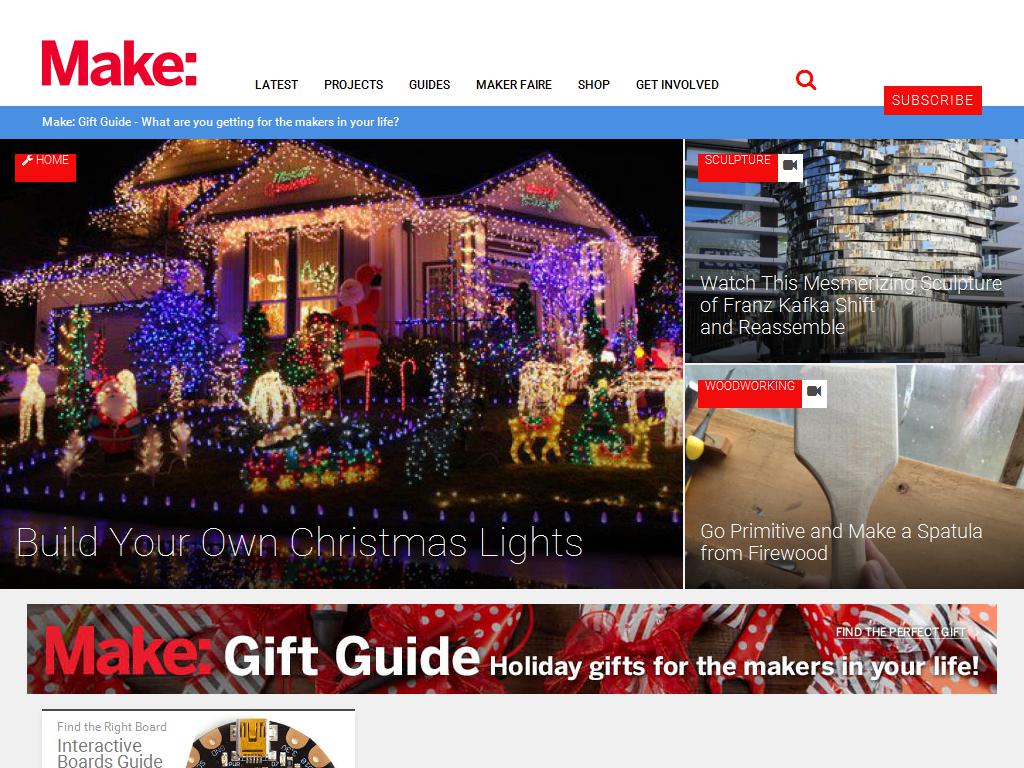 Make:
LATEST PROJECTS GUIDES MAKER FAIRE SHOP GET INVOLVED
SUBSCRIBE
Make: Gift Guide - What are you getting for the makers in your life?
HOME
SCULPTURE
Watch This Mesmerizing Sculpture
of Franz Kafka Shift
and Reassemble
WOODWORKING
Go Primitive and Make a Spatula
from Firewood
Build Your Own Christmas Lights
Make: Gift Guide Holiday gifts for the makers in your life!
FIND THE PERFECT GIFT
Find the Right Board
Interactive
Boards Guide